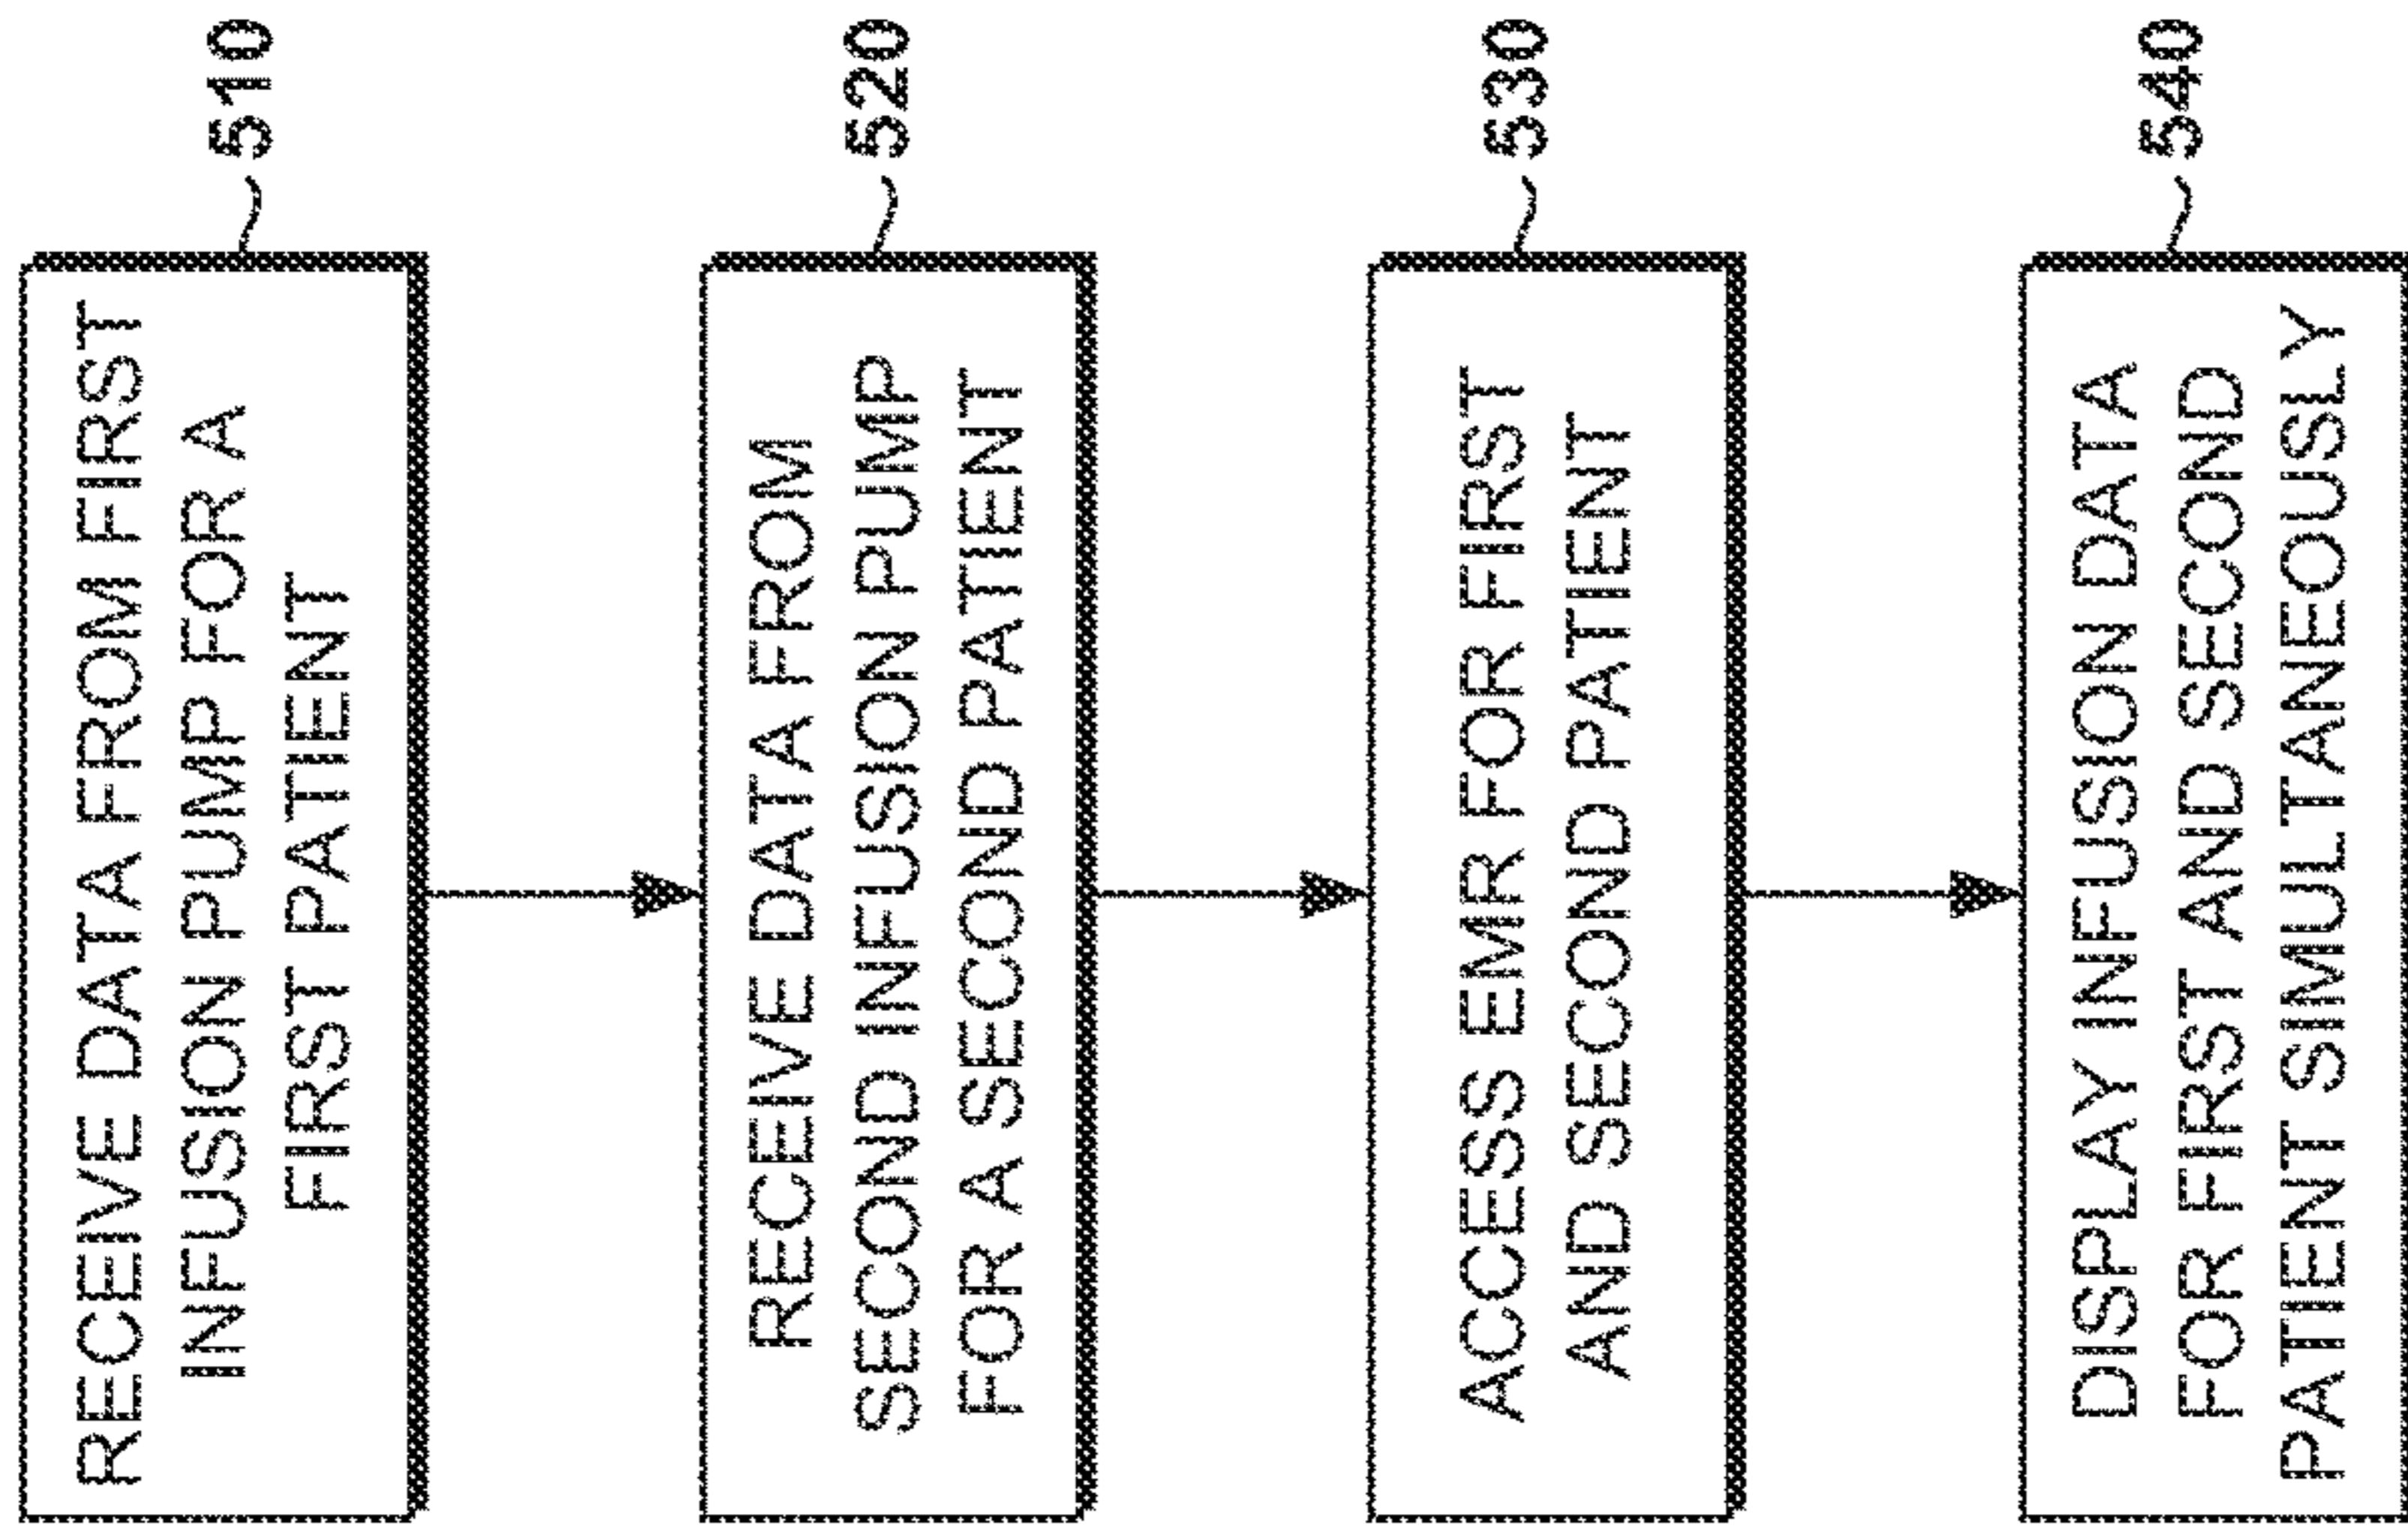 RECEIVE DATA FROM FIRST
INFUSION PUMP FOR A
FIRST PATIENT
510
RECEIVE DATA FROM
SECOND INFUSION PUMP
FOR A SECOND PATIENT
520
ACCESS EMR FOR FIRST
AND SECOND PATIENT
530
DISPLAY INFUSION DATA
FOR FIRST AND SECOND
PATIENT SIMULTANEOUSLY
540